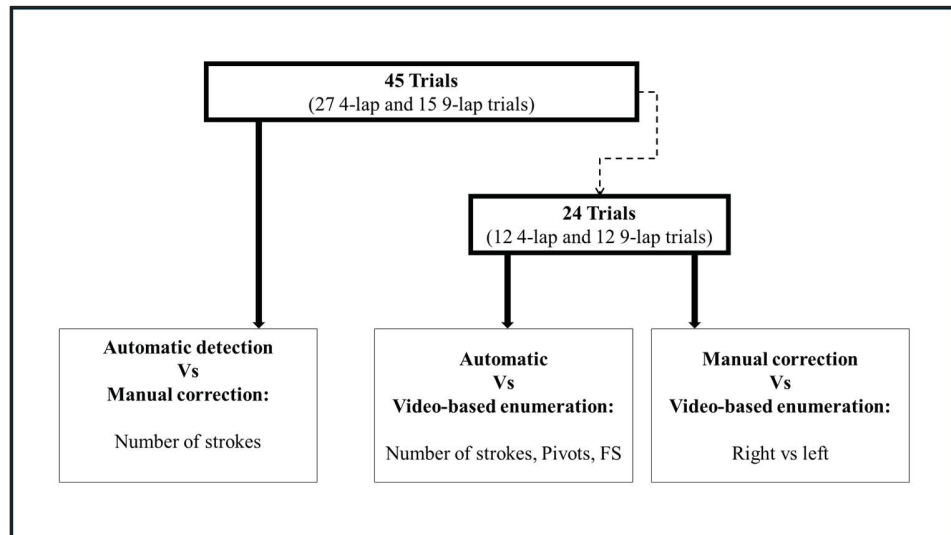 45 Trials
(27 4-lap and 15 9-lap trials)
24 Trials
(12 4-lap and 12 9-lap trials)
Automatic detection
Vs
Manual correction:
Number of strokes
Automatic
Vs
Video-based enumeration:
Number of strokes, Pivots, FS
Manual correction
Vs
Video-based enumeration:
Right vs left